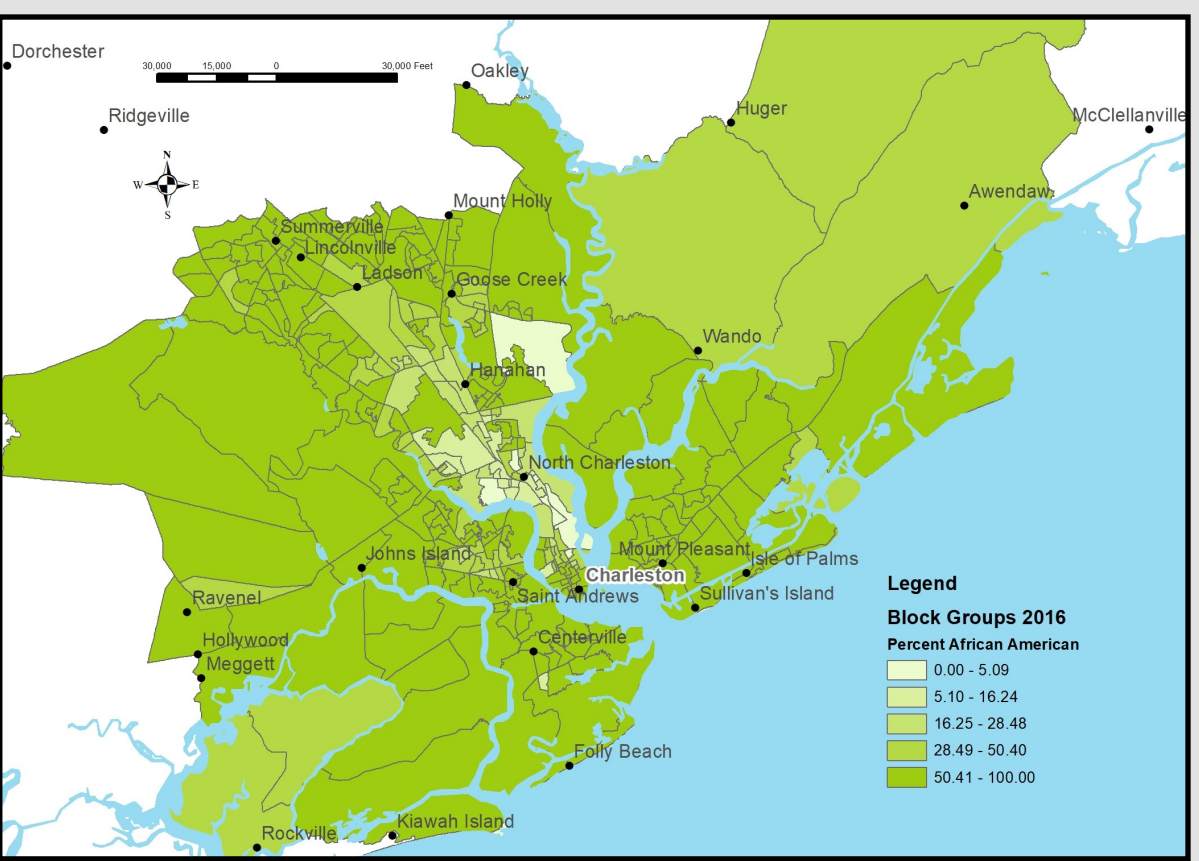 Dorchester
30,000 15,000 0 30,000 Feet
Oakley
Ridgeville
Huger
McClellanville
N
W E
S
Awendaw
Mount Holly
Summerville
Lincolnville
Ladson
Goose Creek
Wando
Hanahan
North Charleston
Johns Island
Mount Pleasant
Isle of Palms
Charleston
Saint Andrews
Sullivan's Island
Ravenel
Hollywood
Meggett
Centerville
Folly Beach
Kiawah Island
Rockville
Legend
Block Groups 2016
Percent African American
0.00 - 5.09
5.10 - 16.24
16.25 - 28.48
28.49 - 50.40
50.41 - 100.00